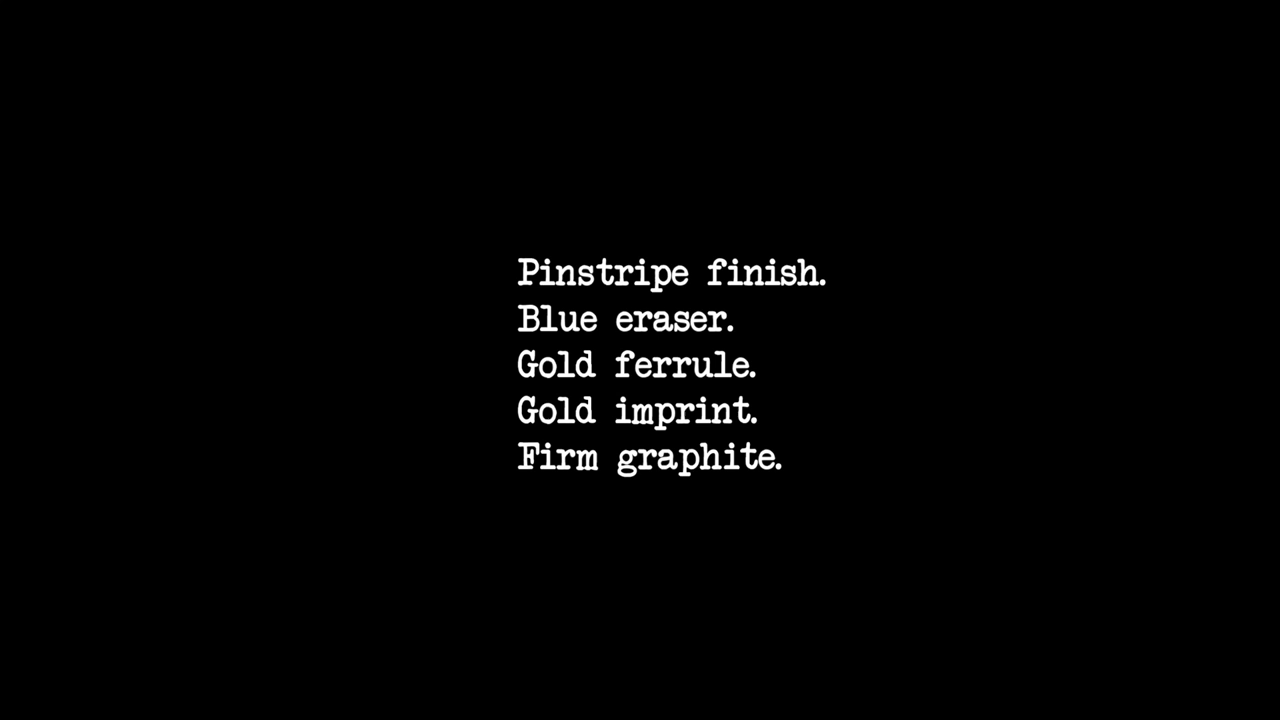 Pinstripe finish.
Blue eraser.
Gold ferrule.
Gold imprint.
Firm graphite.